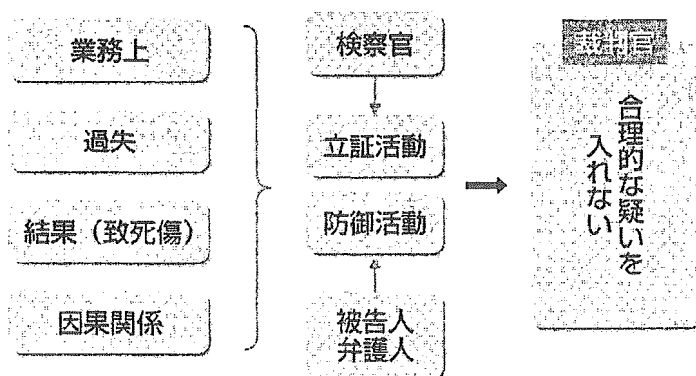 業務上
過失
結果（致死傷）
因果関係
検察官
立証活動
防御活動
被告人
弁護人
裁判官
合理的な疑いを
入れない